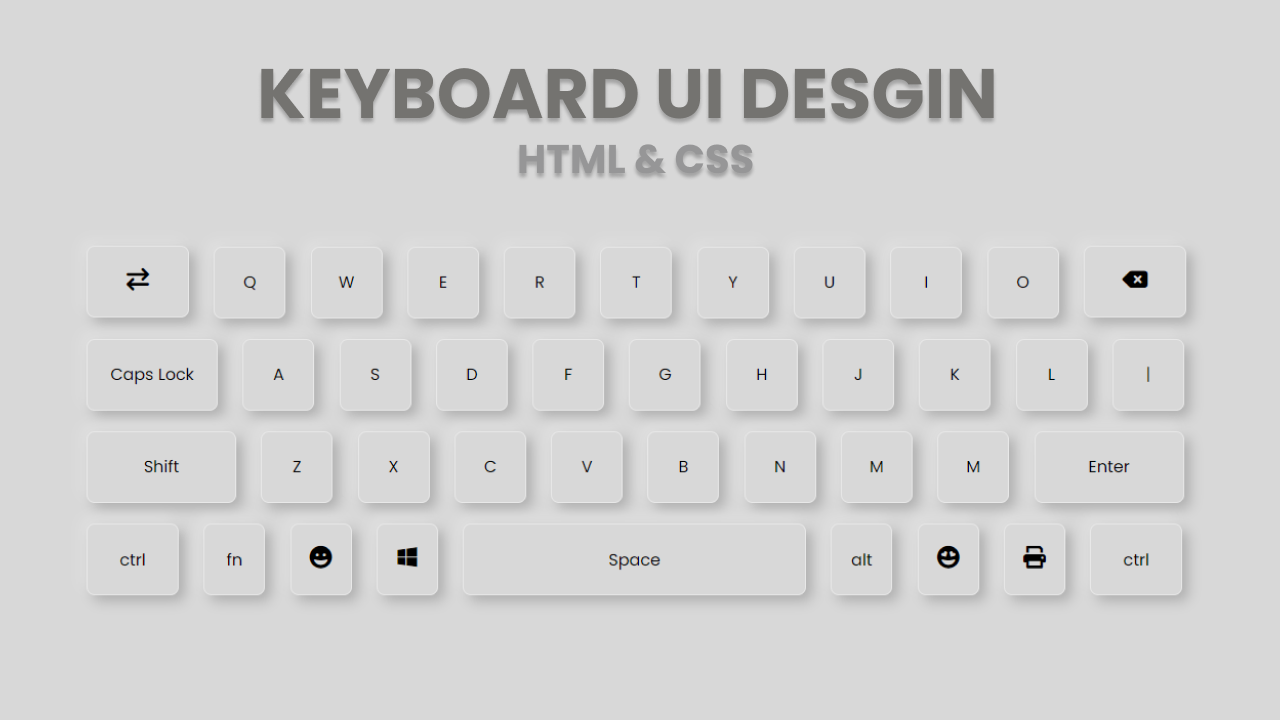 KEYBOARD UI DESGIN
HTML & CSS
Q W E R T Y U I O
Caps Lock A S D F G H J K L |
Shift Z X C V B N M M Enter
ctrl fn Space alt ctrl